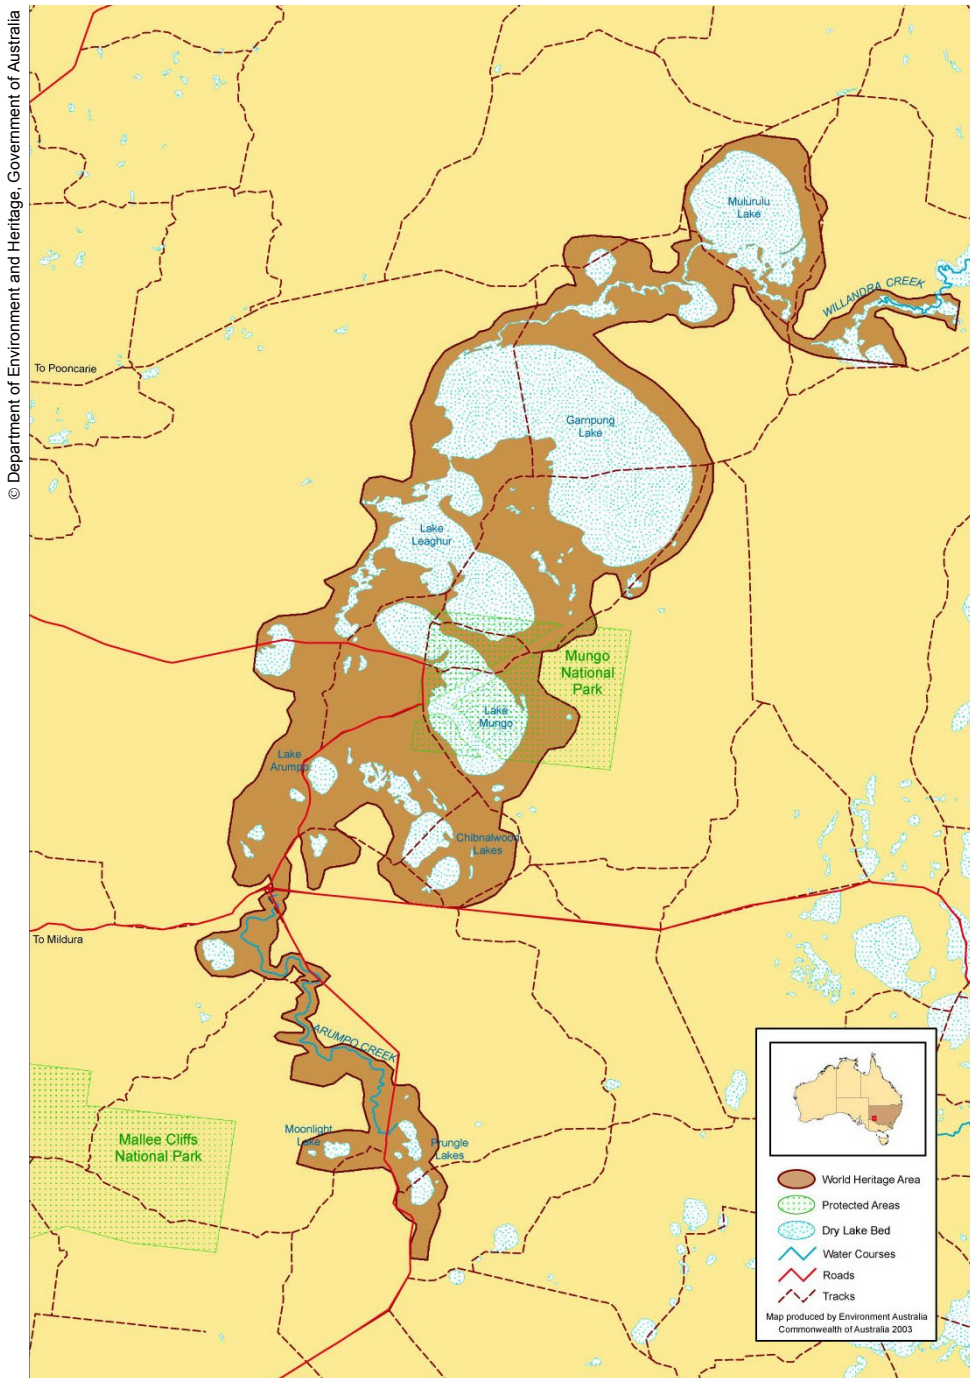 © Department of Environment and Heritage, Government of Australia
Mulurulu
Lake
WILLANDRA CREEK
To Pooncarie
Garnpung
Lake
Lake
Leaghur
Mungo
National
Park
Lake
Mungo
Lake
Arumpo
Chibnalwood
Lakes
To Mildura
ARUMPO CREEK
Moonlight
Lake
Prungle
Lakes
Mallee Cliffs
National Park
World Heritage Area
Protected Areas
Dry Lake Bed
Water Courses
Roads
Tracks
Map produced by Environment Australia
Commonwealth of Australia 2003